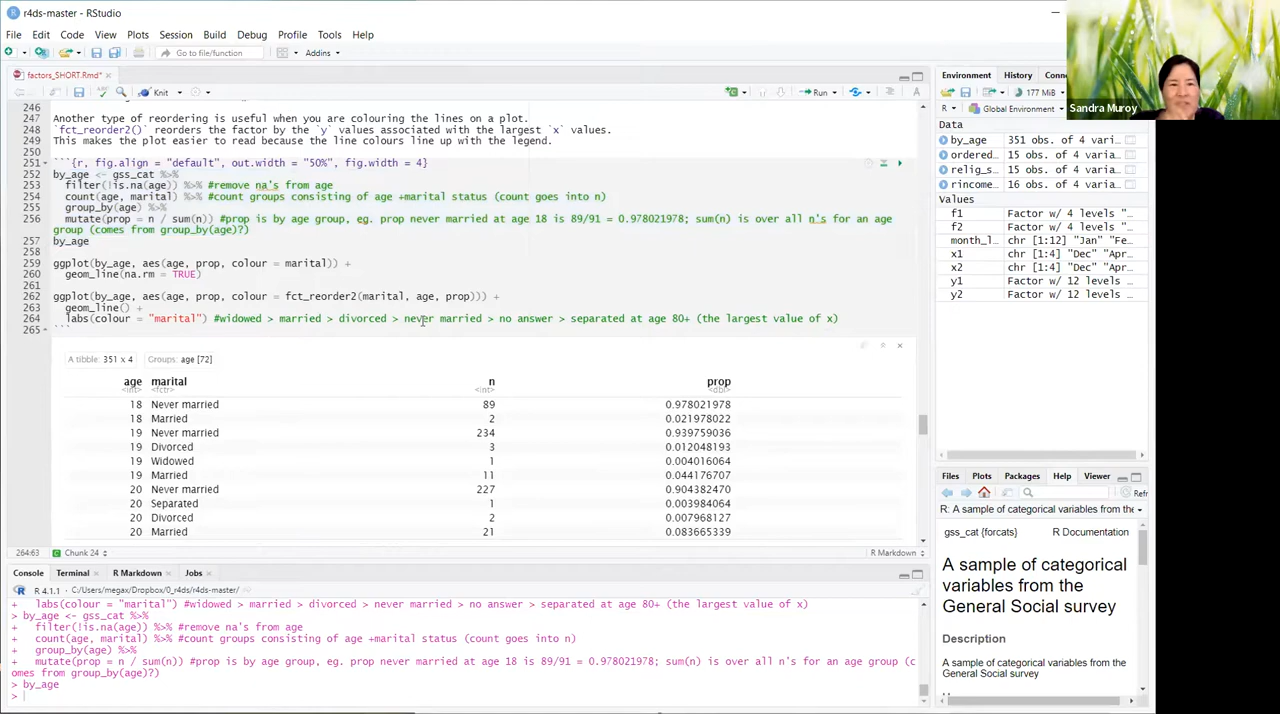 r4ds-master - RStudio
File Edit Code View Plots Session Build Debug Profile Tools Help
Go to file/function Addins
factors_SHORT.Rmd*
Knit Run
246
247 Another type of reordering is useful when you are colouring the lines on a plot.
248 `fct_reorder2()` reorders the factor by the `y` values associated with the largest `x` values.
249 This makes the plot easier to read because the line colours line up with the legend.
250
251 ```{r, fig.align = "default", out.width = "50%", fig.width = 4}
252 by_age <- gss_cat %>%
253 filter(!is.na(age)) %>% #remove na's from age
254 count(age, marital) %>% #count groups consisting of age +marital status (count goes into n)
255 group_by(age) %>%
256 mutate(prop = n / sum(n)) #prop is by age group, eg. prop never married at age 18 is 89/91 = 0.978021978; sum(n) is over all n's for an age
group (comes from group_by(age)?)
257 by_age
258
259 ggplot(by_age, aes(age, prop, colour = marital)) +
260 geom_line(na.rm = TRUE)
261
262 ggplot(by_age, aes(age, prop, colour = fct_reorder2(marital, age, prop))) +
263 geom_line() +
264 labs(colour = "marital") #widowed > married > divorced > never married > no answer > separated at age 80+ (the largest value of x)
265 ```
A tibble: 351 x 4 Groups: age [72]
age marital n prop
<int> <fctr> <int> <dbl>
18 Never married 89 0.978021978
18 Married 2 0.021978022
19 Never married 234 0.939759036
19 Divorced 3 0.012048193
19 Widowed 1 0.004016064
19 Married 11 0.044176707
20 Never married 227 0.904382470
20 Separated 1 0.003984064
20 Divorced 2 0.007968127
20 Married 21 0.083665339
264:63 Chunk 24 R Markdown
Console Terminal R Markdown Jobs
R 4.1.1 · C:/Users/megax/Dropbox/0_r4ds/r4ds-master/
+ labs(colour = "marital") #widowed > married > divorced > never married > no answer > separated at age 80+ (the largest value of x)
> by_age <- gss_cat %>%
+ filter(!is.na(age)) %>% #remove na's from age
+ count(age, marital) %>% #count groups consisting of age +marital status (count goes into n)
+ group_by(age) %>%
+ mutate(prop = n / sum(n)) #prop is by age group, eg. prop never married at age 18 is 89/91 = 0.978021978; sum(n) is over all n's for an age group (c
omes from group_by(age)?)
> by_age
>
Sandra Muroy
Environment History Conne
177 MiB
R Global Environment
Data
by_age 351 obs. of 4 varia…
ordered… 15 obs. of 4 varia…
relig_s… 15 obs. of 4 varia…
rincome… 16 obs. of 4 varia…
Values
f1 Factor w/ 4 levels "…
f2 Factor w/ 4 levels "…
month_l… chr [1:12] "Jan" "Fe…
x1 chr [1:4] "Dec" "Apr…
x2 chr [1:4] "Dec" "Apr…
y1 Factor w/ 12 levels …
y2 Factor w/ 12 levels …
Files Plots Packages Help Viewer
Refr
R: A sample of categorical variables from the
gss_cat {forcats} R Documentation
A sample of categorical
variables from the
General Social survey
Description
A sample of categorical variables from the
General Social survey